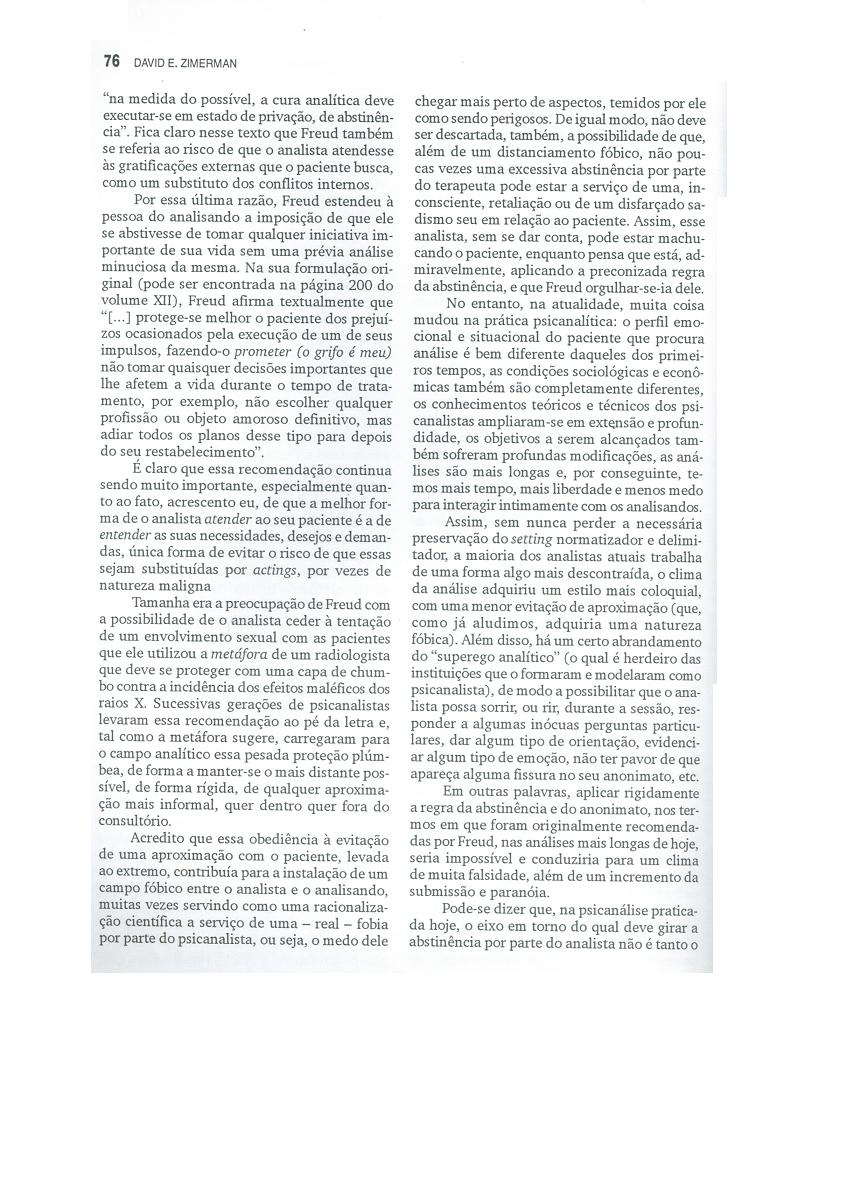 76 DAVID E. ZIMERMAN
“na medida do possível, a cura analítica deve
executar-se em estado de privação, de abstinên-
cia”. Fica claro nesse texto que Freud também
se referia ao risco de que o analista atendesse
às gratificações externas que o paciente busca,
como um substituto dos conflitos internos.
Por essa última razão, Freud estendeu à
pessoa do analisando a imposição de que ele
se abstivesse de tomar qualquer iniciativa im-
portante de sua vida sem uma prévia análise
minuciosa da mesma. Na sua formulação ori-
ginal (pode ser encontrada na página 200 do
volume XII), Freud afirma textualmente que
“[...] protege-se melhor o paciente dos prejuí-
zos ocasionados pela execução de um de seus
impulsos, fazendo-o prometer (o grifo é meu)
não tomar quaisquer decisões importantes que
lhe afetem a vida durante o tempo de trata-
mento, por exemplo, não escolher qualquer
profissão ou objeto amoroso definitivo, mas
adiar todos os planos desse tipo para depois
do seu restabelecimento”.
É claro que essa recomendação continua
sendo muito importante, especialmente quan-
to ao fato, acrescento eu, de que a melhor for-
ma de o analista atender ao seu paciente é a de
entender as suas necessidades, desejos e deman-
das, única forma de evitar o risco de que essas
sejam substituídas por actings, por vezes de
natureza maligna
Tamanha era a preocupação de Freud com
a possibilidade de o analista ceder à tentação
de um envolvimento sexual com as pacientes
que ele utilizou a metáfora de um radiologista
que deve se proteger com uma capa de chum-
bo contra a incidência dos efeitos maléficos dos
raios X. Sucessivas gerações de psicanalistas
levaram essa recomendação ao pé da letra e,
tal como a metáfora sugere, carregaram para
o campo analítico essa pesada proteção plúm-
bea, de forma a manter-se o mais distante pos-
sível, de forma rígida, de qualquer aproxima-
ção mais informal, quer dentro quer fora do
consultório.
Acredito que essa obediência à evitação
de uma aproximação com o paciente, levada
ao extremo, contribuía para a instalação de um
campo fóbico entre o analista e o analisando,
muitas vezes servindo como uma racionaliza-
ção científica a serviço de uma – real – fobia
por parte do psicanalista, ou seja, o medo dele
chegar mais perto de aspectos, temidos por ele
como sendo perigosos. De igual modo, não deve
ser descartada, também, a possibilidade de que,
além de um distanciamento fóbico, não pou-
cas vezes uma excessiva abstinência por parte
do terapeuta pode estar a serviço de uma, in-
consciente, retaliação ou de um disfarçado sa-
dismo seu em relação ao paciente. Assim, esse
analista, sem se dar conta, pode estar machu-
cando o paciente, enquanto pensa que está, ad-
miravelmente, aplicando a preconizada regra
da abstinência, e que Freud orgulhar-se-ia dele.
No entanto, na atualidade, muita coisa
mudou na prática psicanalítica: o perfil emo-
cional e situacional do paciente que procura
análise é bem diferente daqueles dos primei-
ros tempos, as condições sociológicas e econô-
micas também são completamente diferentes,
os conhecimentos teóricos e técnicos dos psi-
canalistas ampliaram-se em extensão e profun-
didade, os objetivos a serem alcançados tam-
bém sofreram profundas modificações, as aná-
lises são mais longas e, por conseguinte, te-
mos mais tempo, mais liberdade e menos medo
para interagir intimamente com os analisandos.
Assim, sem nunca perder a necessária
preservação do setting normatizador e delimi-
tador, a maioria dos analistas atuais trabalha
de uma forma algo mais descontraída, o clima
da análise adquiriu um estilo mais coloquial,
com uma menor evitação de aproximação (que,
como já aludimos, adquiria uma natureza
fóbica). Além disso, há um certo abrandamento
do “superego analítico” (o qual é herdeiro das
instituições que o formaram e modelaram como
psicanalista), de modo a possibilitar que o ana-
lista possa sorrir, ou rir, durante a sessão, res-
ponder a algumas inócuas perguntas particu-
lares, dar algum tipo de orientação, evidenci-
ar algum tipo de emoção, não ter pavor de que
apareça alguma fissura no seu anonimato, etc.
Em outras palavras, aplicar rigidamente
a regra da abstinência e do anonimato, nos ter-
mos em que foram originalmente recomenda-
das por Freud, nas análises mais longas de hoje,
seria impossível e conduziria para um clima
de muita falsidade, além de um incremento da
submissão e paranóia.
Pode-se dizer que, na psicanálise pratica-
da hoje, o eixo em torno do qual deve girar a
abstinência por parte do analista não é tanto o